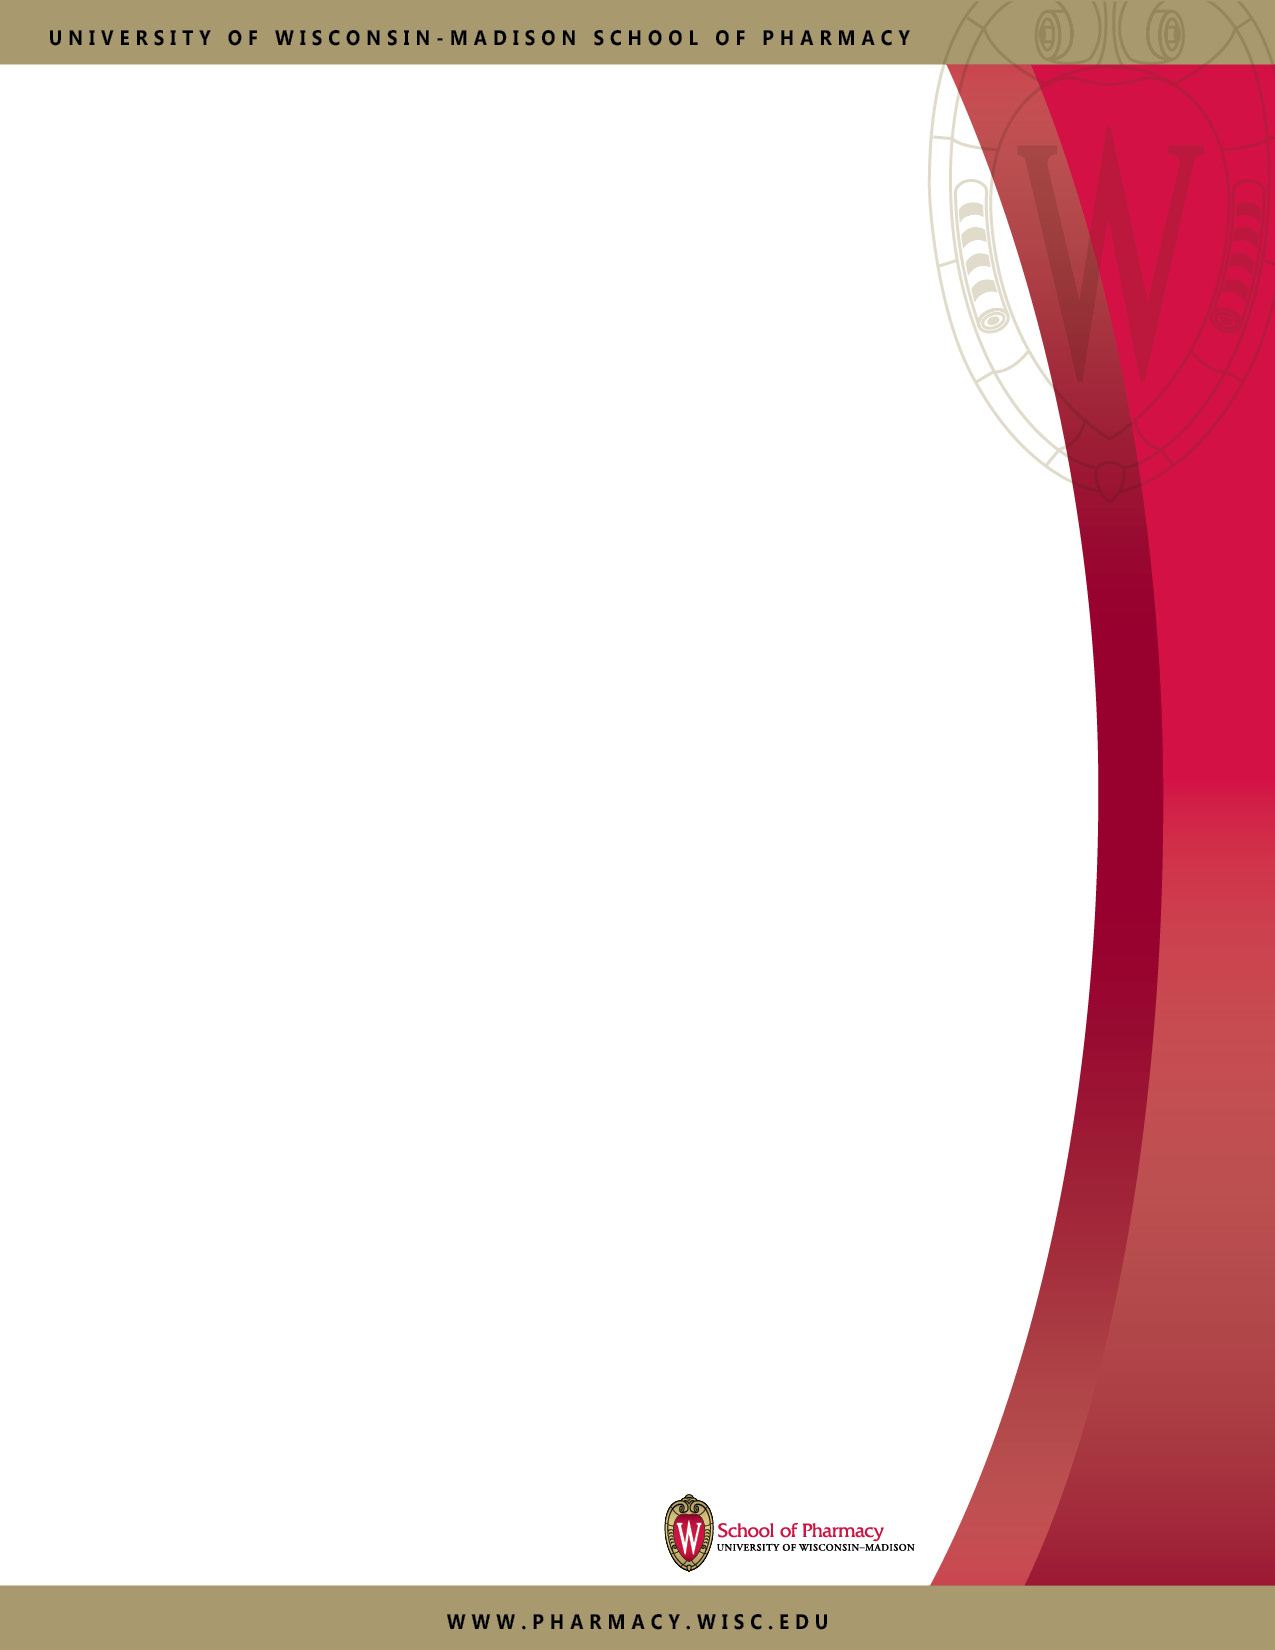 UNIVERSITY OF WISCONSIN-MADISON SCHOOL OF PHARMACY
W
W
School of Pharmacy
UNIVERSITY OF WISCONSIN–MADISON
WWW.PHARMACY.WISC.EDU